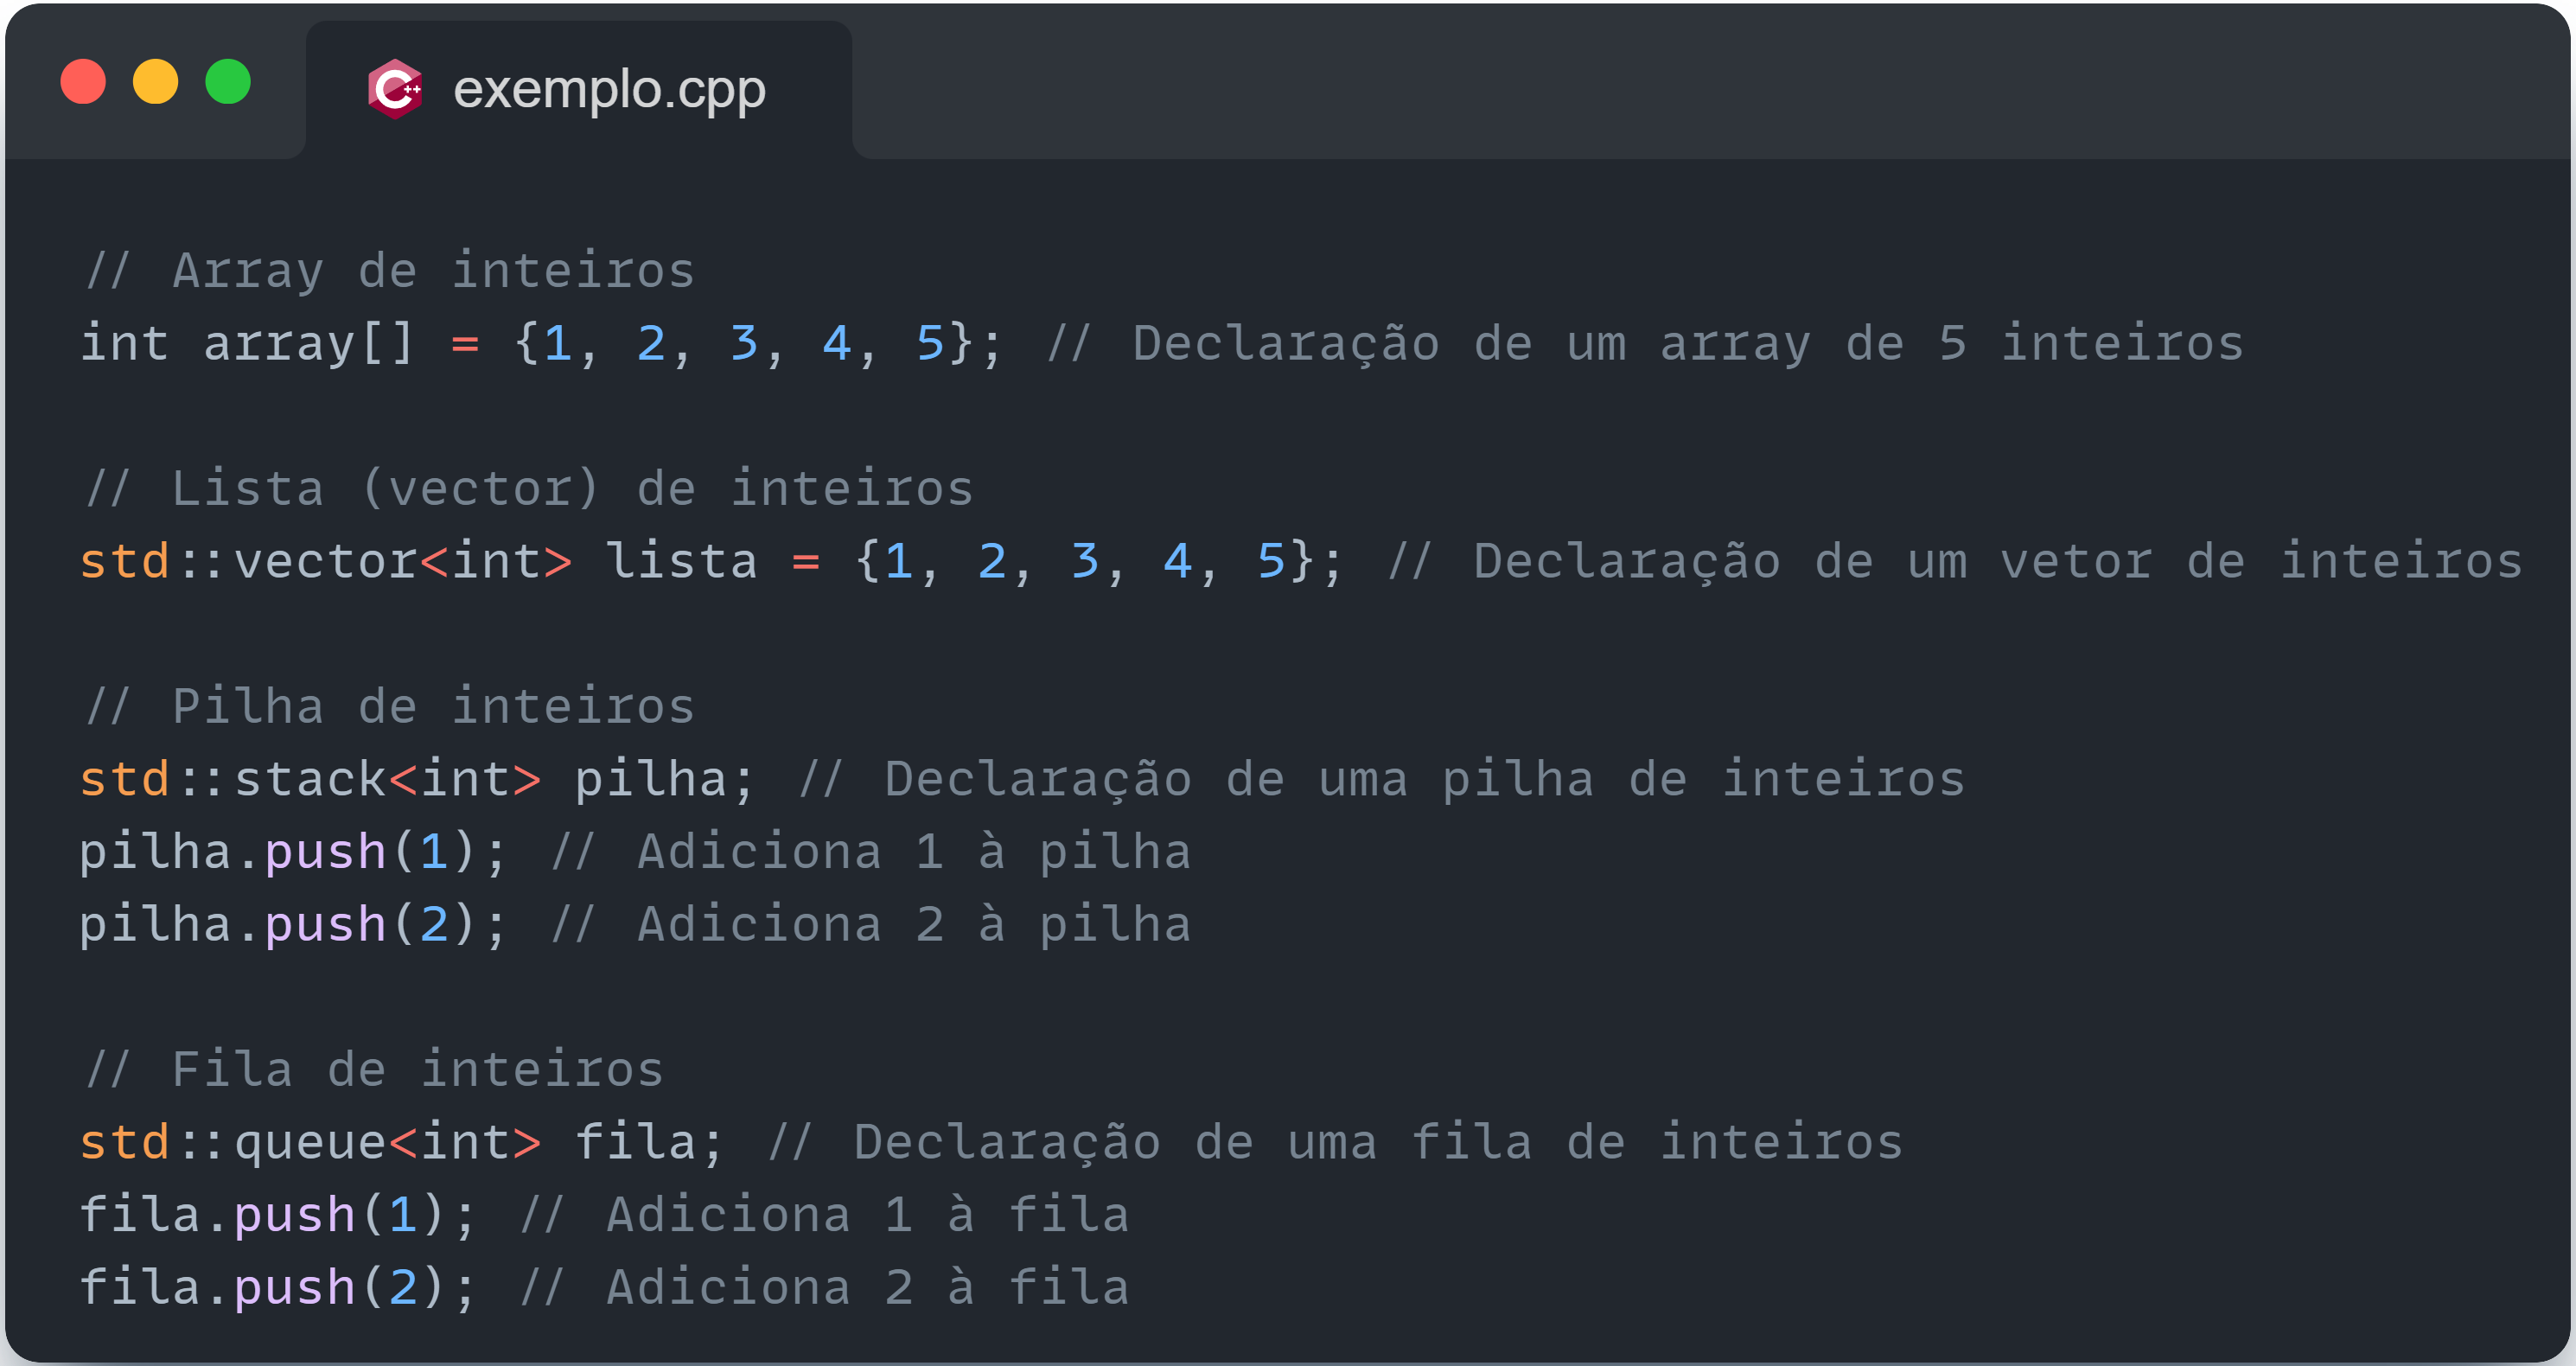 exemplo.cpp
// Array de inteiros
int array[] = {1, 2, 3, 4, 5}; // Declaração de um array de 5 inteiros
// Lista (vector) de inteiros
std::vector<int> lista = {1, 2, 3, 4, 5}; // Declaração de um vetor de inteiros
// Pilha de inteiros
std::stack<int> pilha; // Declaração de uma pilha de inteiros
pilha.push(1); // Adiciona 1 à pilha
pilha.push(2); // Adiciona 2 à pilha
// Fila de inteiros
std::queue<int> fila; // Declaração de uma fila de inteiros
fila.push(1); // Adiciona 1 à fila
fila.push(2); // Adiciona 2 à fila